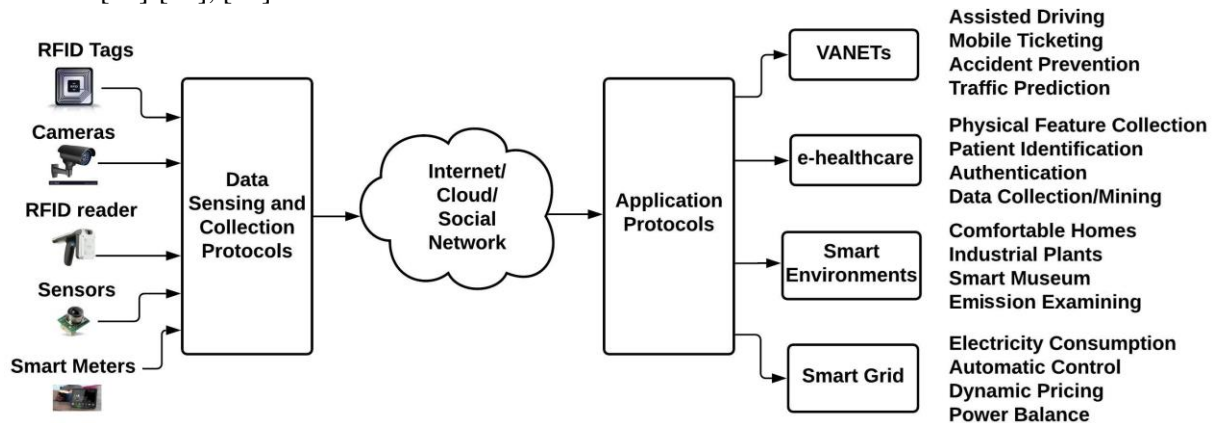 RFID Tags
Cameras
RFID reader
Sensors
Smart Meters
Data
Sensing and
Collection
Protocols
Internet/
Cloud/
Social
Network
Application
Protocols
VANETs
Assisted Driving
Mobile Ticketing
Accident Prevention
Traffic Prediction
e-healthcare
Physical Feature Collection
Patient Identification
Authentication
Data Collection/Mining
Smart
Environments
Comfortable Homes
Industrial Plants
Smart Museum
Emission Examining
Smart Grid
Electricity Consumption
Automatic Control
Dynamic Pricing
Power Balance